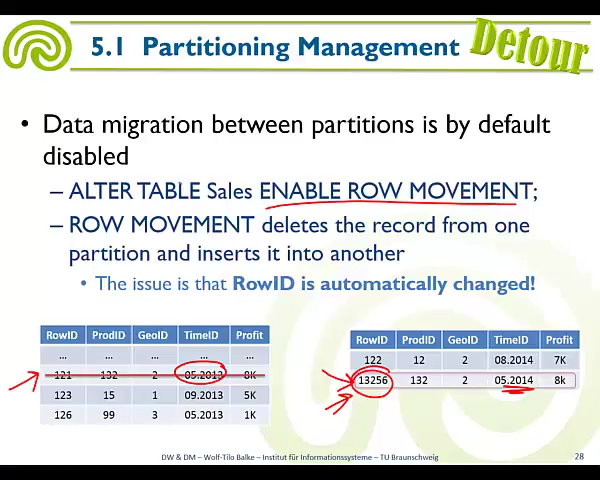 5.1 Partitioning Management
Detour
• Data migration between partitions is by default
disabled
– ALTER TABLE Sales ENABLE ROW MOVEMENT;
– ROW MOVEMENT deletes the record from one
partition and inserts it into another
• The issue is that RowID is automatically changed!
RowID ProdID GeoID TimeID Profit
... ... ... ... ...
121 132 2 05.2013 8K
123 15 1 09.2013 5K
126 99 3 05.2013 1K
RowID ProdID GeoID TimeID Profit
122 12 2 08.2014 7K
13256 132 2 05.2014 8k
DW & DM – Wolf-Tilo Balke – Institut für Informationssysteme – TU Braunschweig
28